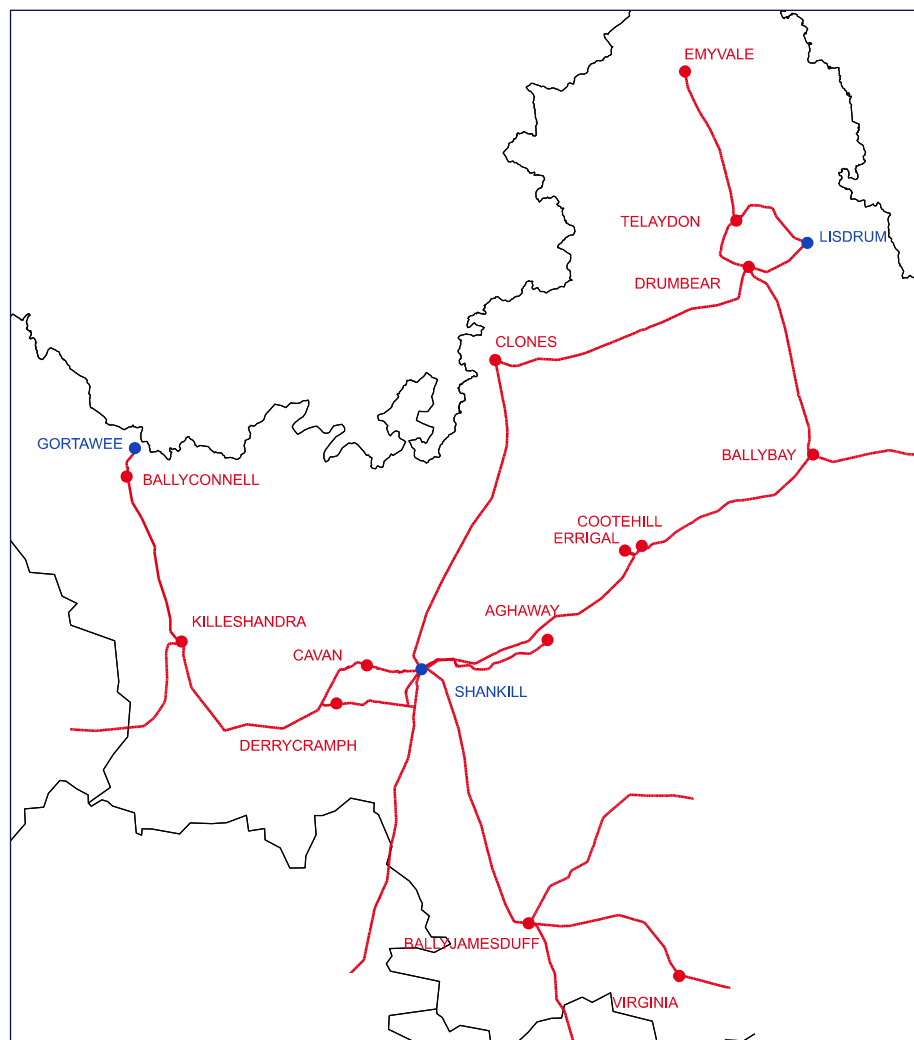 EMYVALE
TELAYDON
LISDRUM
DRUMBEAR
CLONES
GORTAWEE
BALLYCONNELL
BALLYBAY
COOTEHILL
ERRIGAL
AGHAWAY
KILLESHANDRA
CAVAN
SHANKILL
DERRYCRAMPH
BALLYJAMESDUFF
VIRGINIA